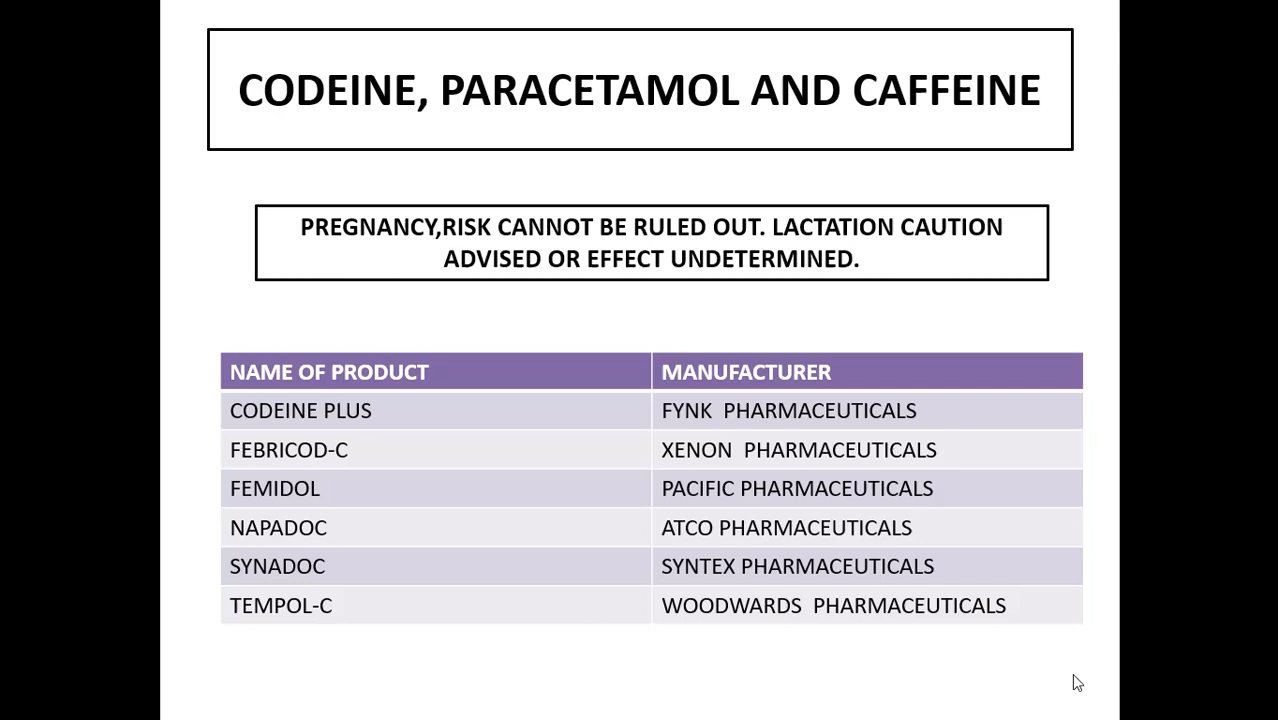 CODEINE, PARACETAMOL AND CAFFEINE
PREGNANCY,RISK CANNOT BE RULED OUT. LACTATION CAUTION
ADVISED OR EFFECT UNDETERMINED.
NAME OF PRODUCT MANUFACTURER
CODEINE PLUS FYNK PHARMACEUTICALS
FEBRICOD-C XENON PHARMACEUTICALS
FEMIDOL PACIFIC PHARMACEUTICALS
NAPADOC ATCO PHARMACEUTICALS
SYNADOC SYNTEX PHARMACEUTICALS
TEMPOL-C WOODWARDS PHARMACEUTICALS